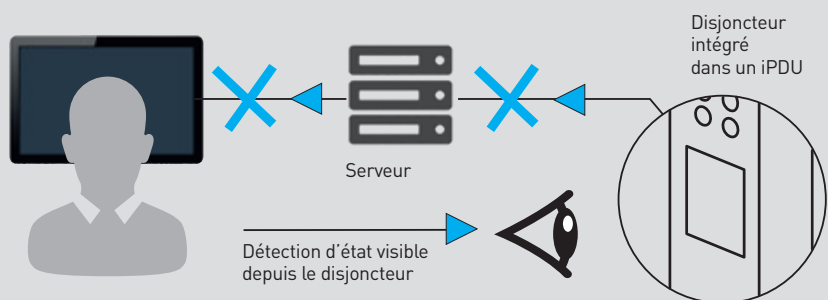 Disjoncteur
intégré
dans un iPDU
Serveur
Détection d’état visible
depuis le disjoncteur